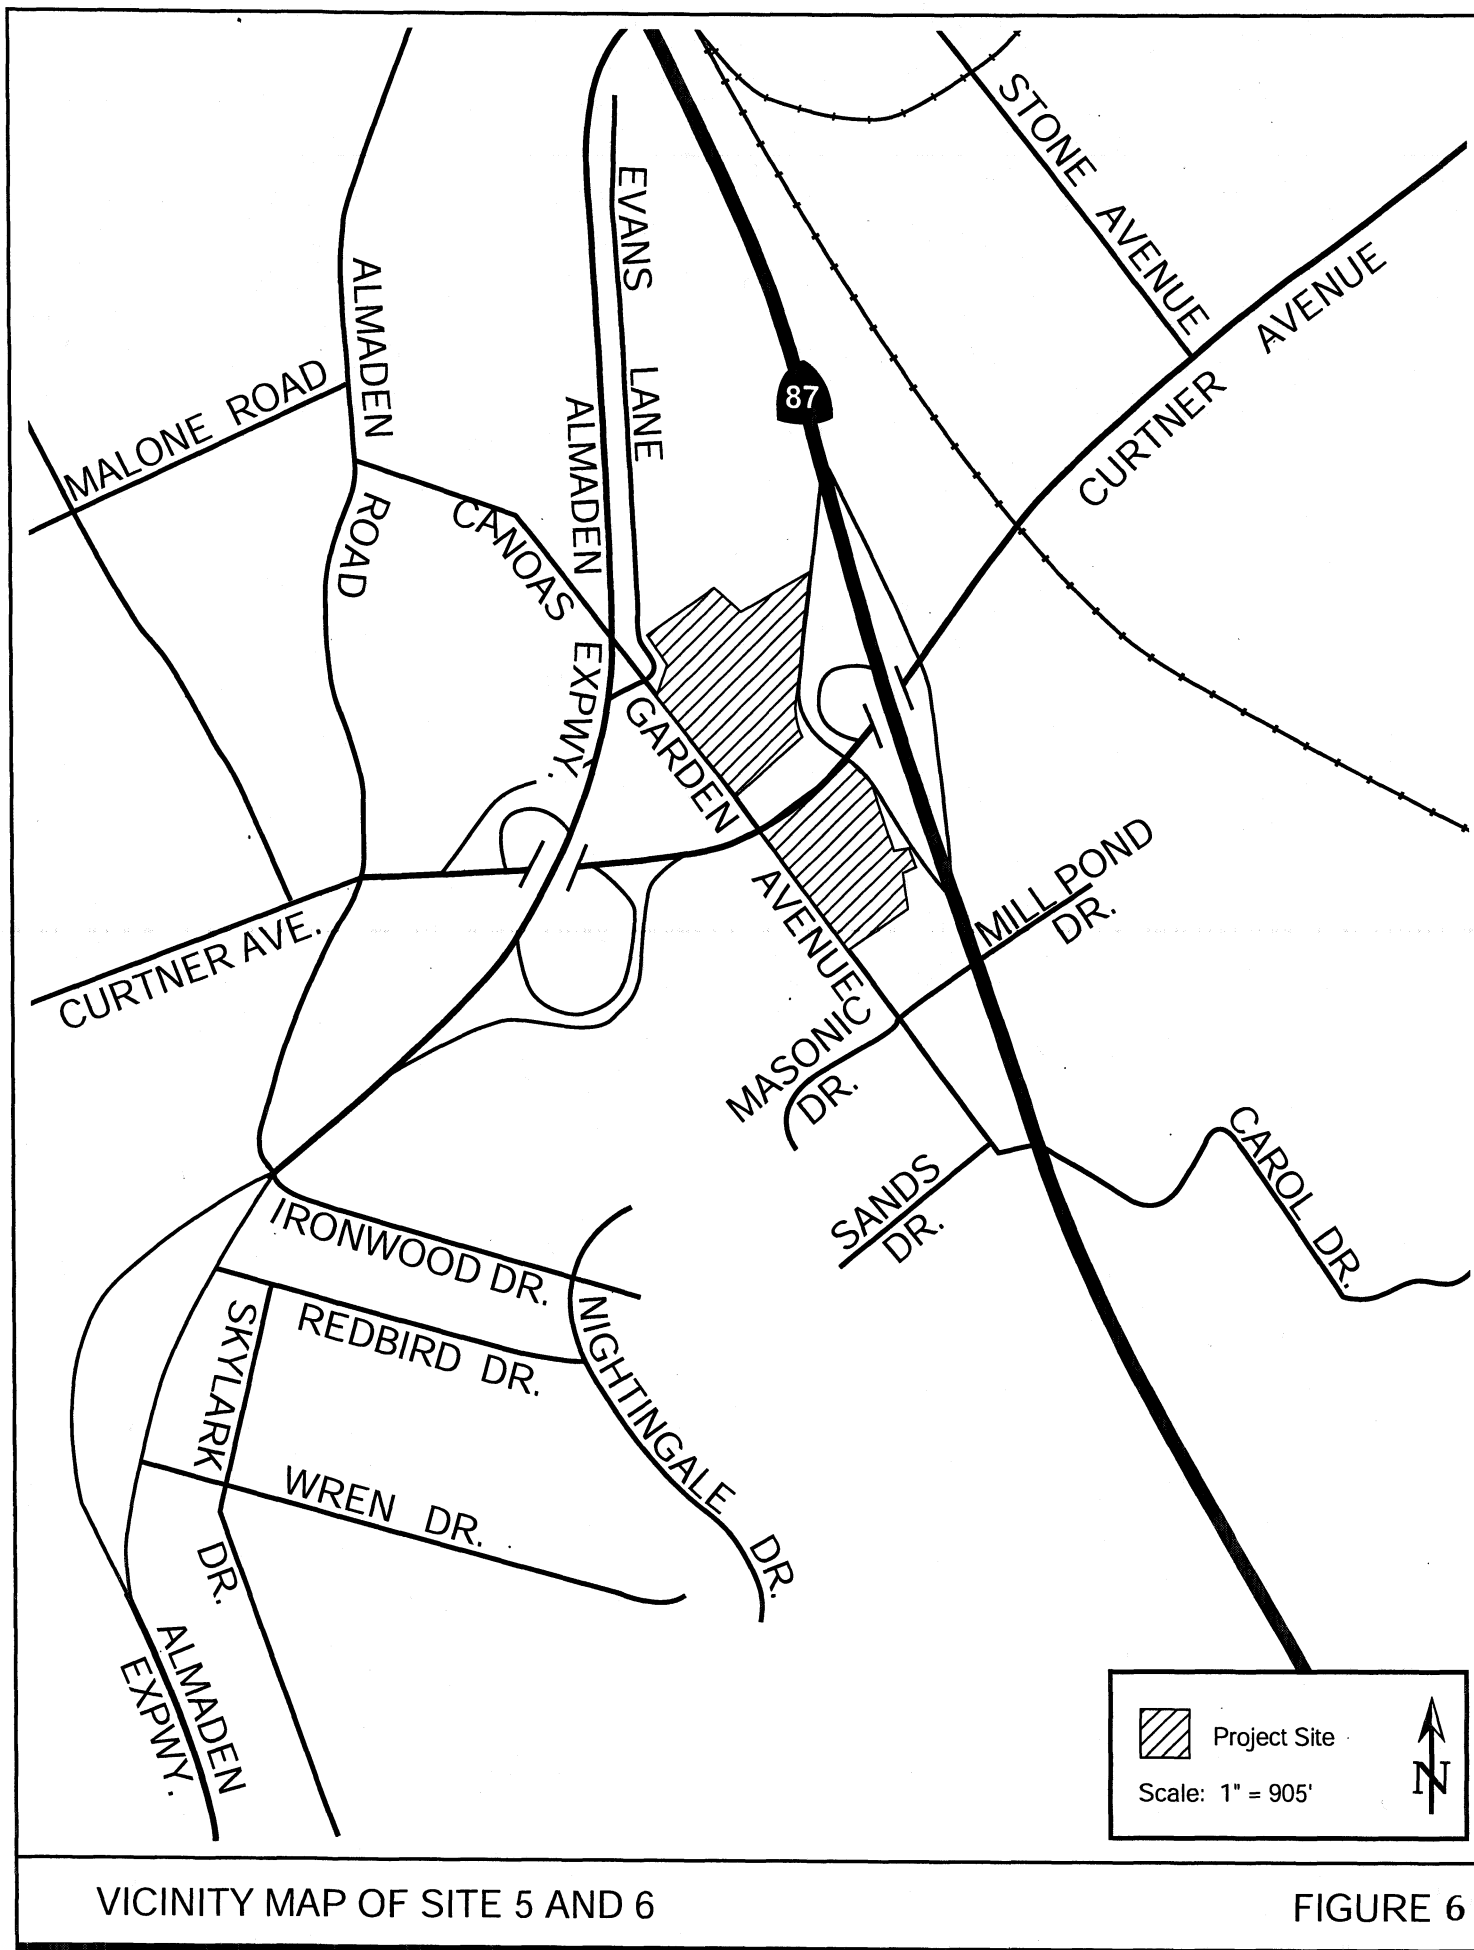 STONE AVENUE
EVANS LANE
ALMADEN ROAD
CURTNER AVENUE
MALONE ROAD
87
ALMADEN EXPWY.
CANOAS GARDEN AVENUE
MILL POND
DR.
CURTNER AVE.
MASONIC
DR.
CAROL DR.
SANDS
DR.
IRONWOOD DR.
REDBIRD DR.
SKYLARK DR.
NIGHTINGALE DR.
WREN DR.
ALMADEN
EXPWY.
Project Site
Scale: 1" = 905'
N
VICINITY MAP OF SITE 5 AND 6
FIGURE 6